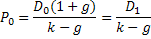 P₀ = D₀(1 + g) / k − g = D₁ / k − g